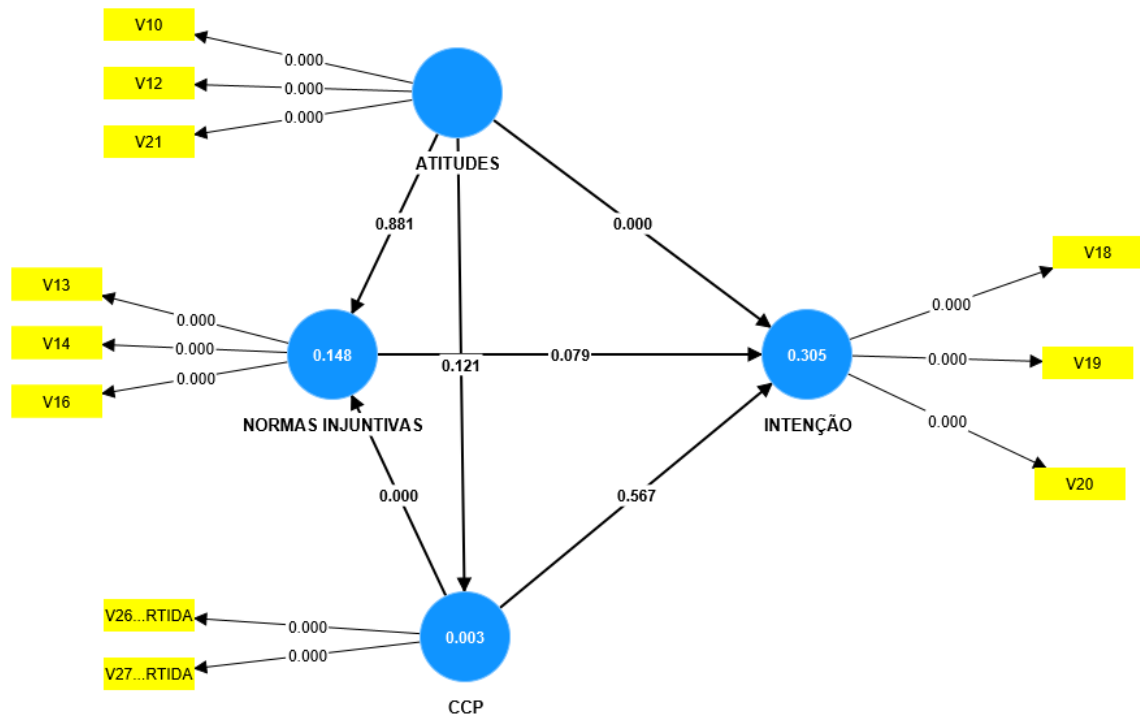 V10
0.000
V12
0.000
V21
0.000
ATITUDES
0.881
0.000
V13
0.000
V14
0.000
V16
0.000
0.148
NORMAS INJUNTIVAS
0.121
0.079
0.305
INTENÇÃO
V18
0.000
V19
0.000
V20
0.000
0.000
0.567
V26...RTIDA
0.000
V27...RTIDA
0.000
0.003
CCP